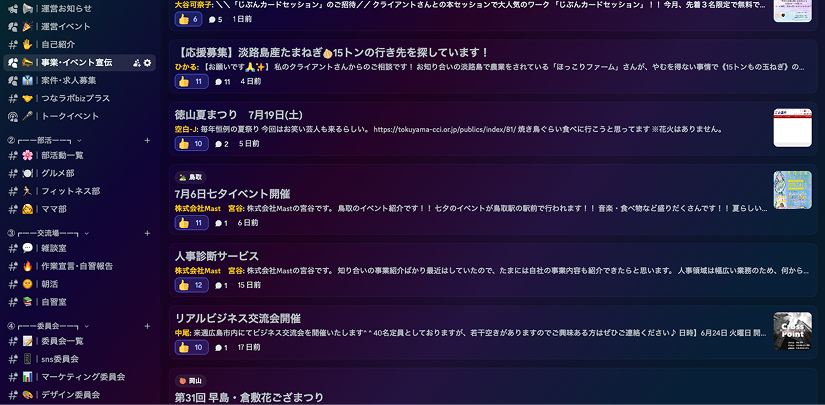 運営お知らせ
運営イベント
自己紹介
事業・イベント宣伝
案件・求人募集
つなラボbizプラス
トークイベント
②┏━━部活━━┓
部活動一覧
グルメ部
フィットネス部
ママ部
③┏━━交流場━━┓
雑談室
作業宣言・自習報告
朝活
自習室
④┏━━委員会━━┓
委員会一覧
sns委員会
マーケティング委員会
デザイン委員会
大谷可奈子: ＼＼「じぶんカードセッション」のご招待／／ クライアントさんとの本セッションで大人気のワーク 「じぶんカードセッション」！！ 今月、先着３名限定で無料で...
6 5 1日前
【応援募集】淡路島産たまねぎ🧅15トンの行き先を探しています！
ひかる: 【お願いです🙏✨】 私のクライアントさんからのご相談です！ お知り合いの淡路島で農業をされている「ほっこりファーム」さんが、やむを得ない事情で《15トンもの玉ねぎ》の...
11 11 4日前
徳山夏まつり　7月19日(土)
空白-J: 毎年恒例の夏祭り 今回はお笑い芸人も来るらしい。 https://tokuyama-cci.or.jp/publics/index/81/ 焼き鳥ぐらい食べに行こうと思ってます ※花火はありません。
10 2 5日前
鳥取
7月6日七夕イベント開催
株式会社Mast　宮谷: 株式会社Mastの宮谷です。 鳥取のイベント紹介です！！ 七夕のイベントが鳥取駅の駅前で行われます！！ 音楽・食べ物など盛りだくさんです！！ 夏らしい...
11 1 6日前
人事診断サービス
株式会社Mast　宮谷: 株式会社Mastの宮谷です。 知り合いの事業紹介ばかり最近はしていたので、たまには自社の事業内容も紹介できたらと思います。 人事領域は幅広い業務のため、何から...
12 1 15日前
リアルビジネス交流会開催
中尾: 来週広島市内にてビジネス交流会を開催いたします^ ^ 40名定員としておりますが、若干空きがありますのでご興味ある方はぜひご連絡ください♪ 日時】6月24日 火曜日 開...
10 1 17日前
Cross
Point
岡山
第31回 早島・倉敷花ござまつり